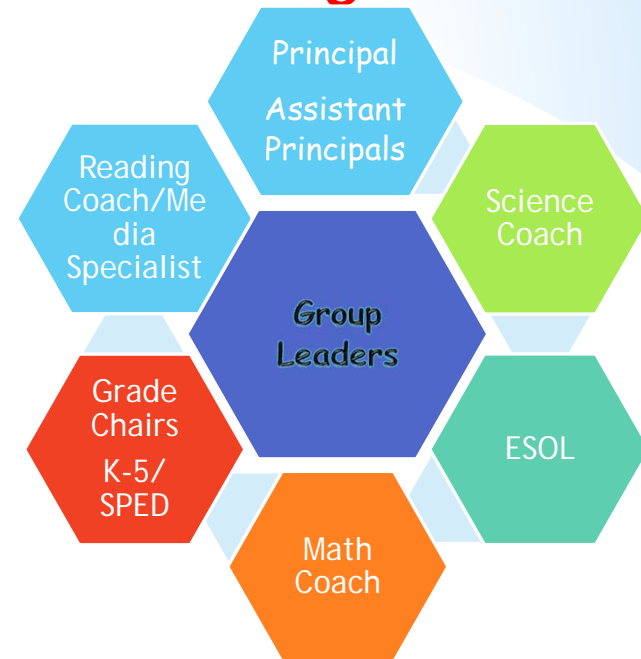 Principal
Assistant
Principals
Reading
Coach/Me
dia
Specialist
Science
Coach
Group
Leaders
Grade
Chairs
K-5/
SPED
ESOL
Math
Coach